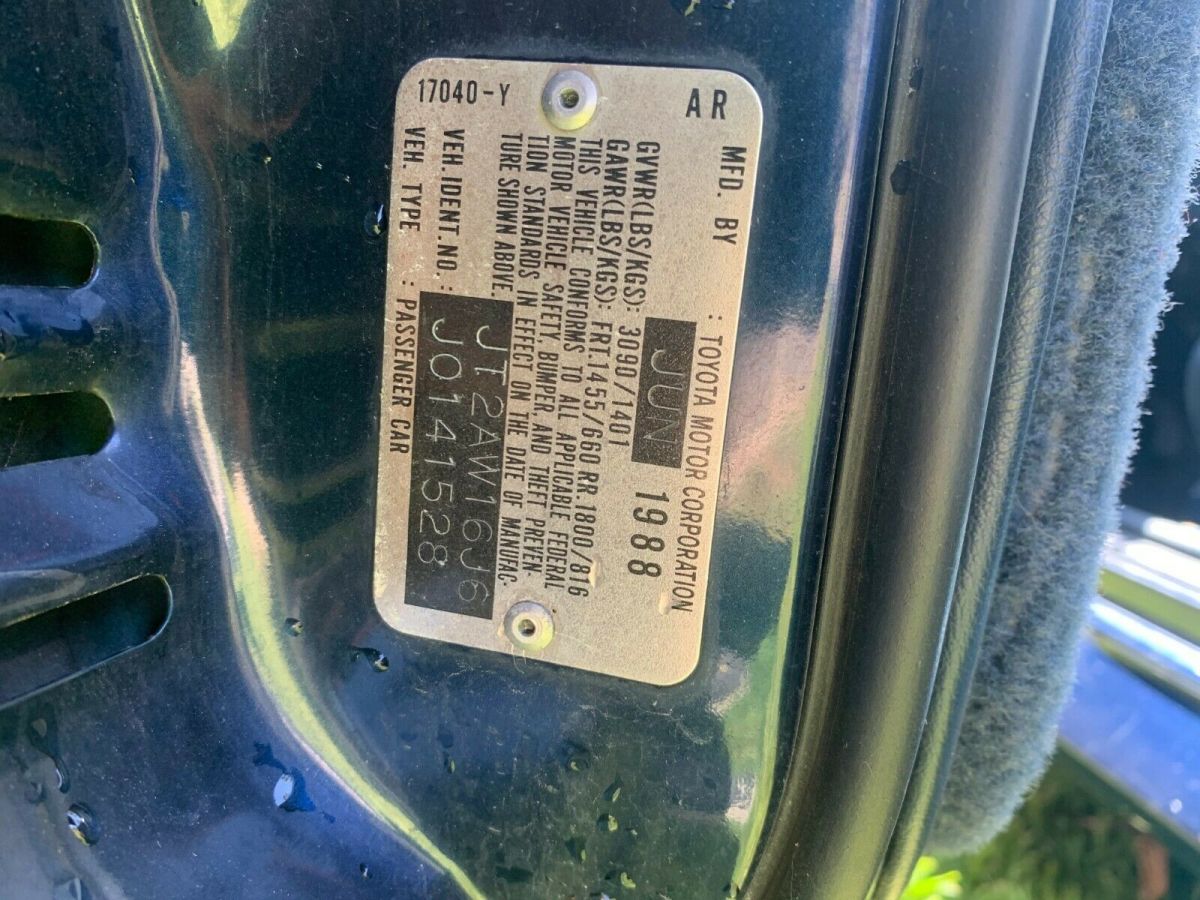 MFD. BY : TOYOTA MOTOR CORPORATION
AR
JUN 1988
GVWR(LBS/KGS): 3090/1401
GAWR(LBS/KGS): FRT.1455/660 RR 1800/816
THIS VEHICLE CONFORMS TO ALL APPLICABLE FEDERAL
MOTOR VEHICLE SAFETY, BUMPER, AND THEFT PREVEN-
TION STANDARDS IN EFFECT ON THE DATE OF MANUFAC-
TURE SHOWN ABOVE.
VEH. IDENT. NO. : JT2AW16J6
J0141528
VEH. TYPE : PASSENGER CAR
17040-Y